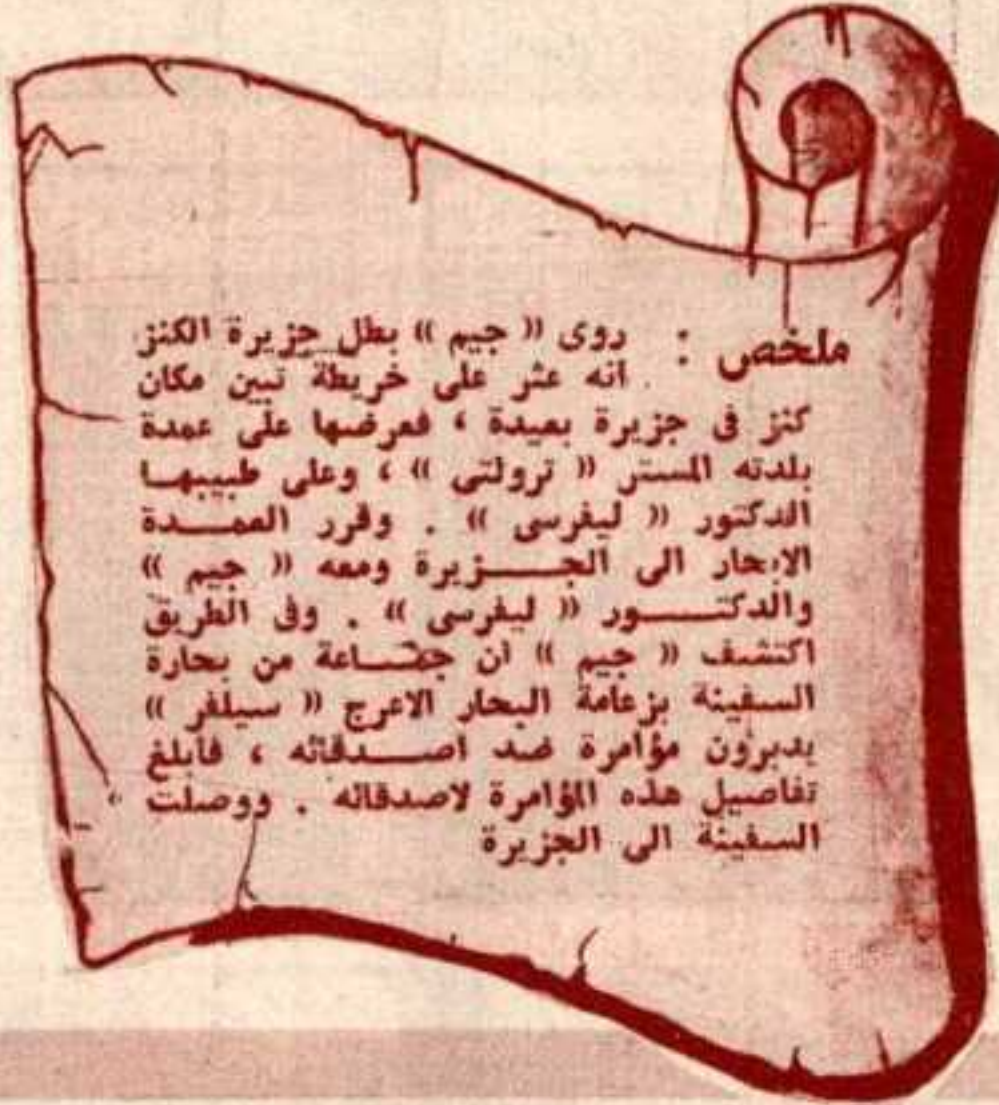 ملخص : روى (( جيم )) بطل جزيرة الكنز
انه عثر على خريطة تبين مكان
كنز فى جزيرة بعيدة ، فعرضها على عمدة
بلدته المستر (( ترولتى )) ، وعلى طبيبها
الدكتور (( ليفرسى )) . وقرر العمدة
الابحار الى الجزيرة ومعه (( جيم ))
والدكتور (( ليفرسى )) . وفى الطريق
اكتشف (( جيم )) ان جماعة من بحارة
السفينة بزعامة البحار الاعرج (( سيلفر ))
يدبرون مؤامرة ضد اصدقائه ، فأبلغ
تفاصيل هذه المؤامرة لاصدقائه . ووصلت
السفينة الى الجزيرة